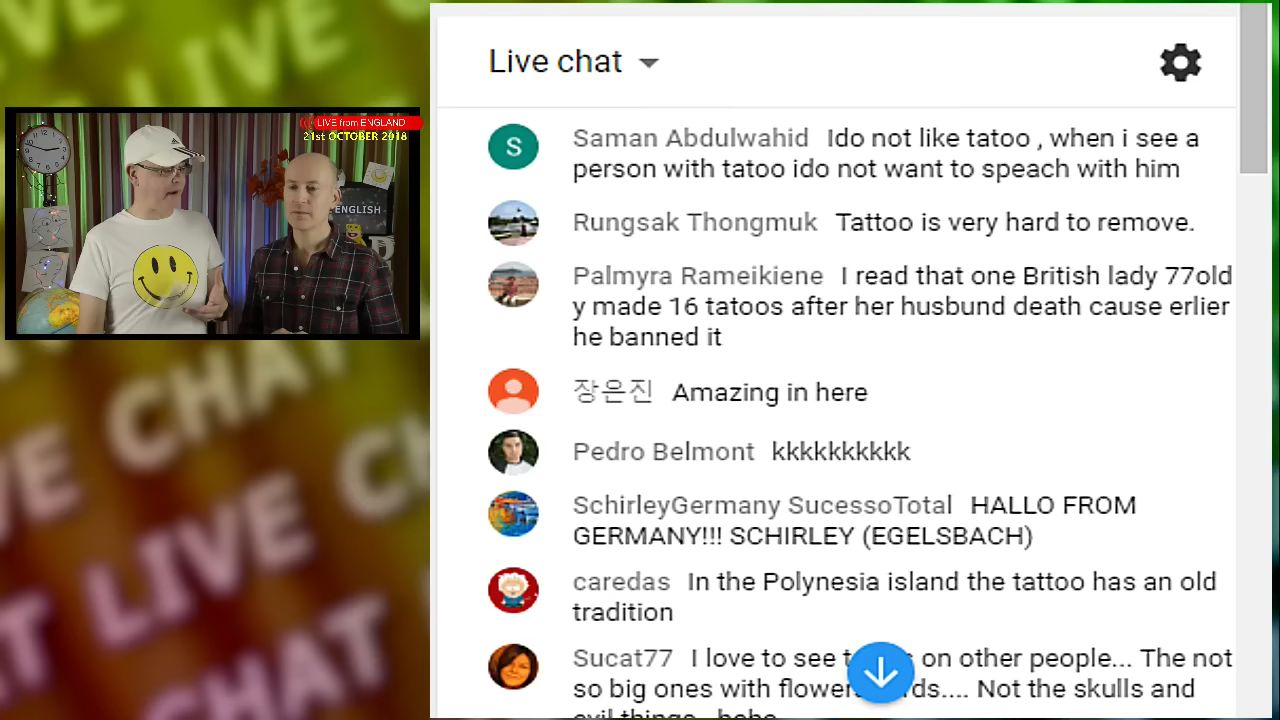 LIVE from ENGLAND
21st OCTOBER 2018
ENGLISH
LIVE CHAT
Live chat
S
Saman Abdulwahid Ido not like tatoo , when i see a
person with tatoo ido not want to speach with him
Rungsak Thongmuk Tattoo is very hard to remove.
Palmyra Rameikiene I read that one British lady 77old
y made 16 tatoos after her husbund death cause erlier
he banned it
장은진 Amazing in here
Pedro Belmont kkkkkkkkkk
SchirleyGermany SucessoTotal HALLO FROM
GERMANY!!! SCHIRLEY (EGELSBACH)
caredas In the Polynesia island the tattoo has an old
tradition
Sucat77 I love to see on other people... The not
so big ones with .... Not the skulls and